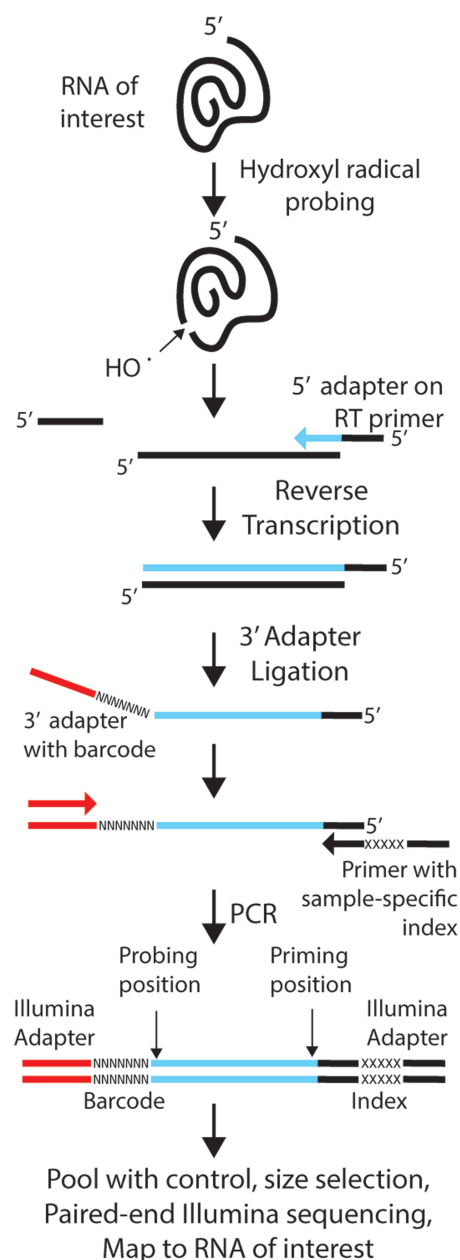 5′
RNA of
interest
Hydroxyl radical
probing
5′
HO ·
5′ adapter on
RT primer
5′
5′
5′
Reverse
Transcription
5′
5′
3′ Adapter
Ligation
NNNNNNN
3′ adapter
with barcode
5′
NNNNNNN
5′
XXXXX
Primer with
sample-specific
index
PCR
Probing
position
Priming
position
Illumina
Adapter
Illumina
Adapter
NNNNNNN
XXXXX
NNNNNNN
XXXXX
Barcode
Index
Pool with control, size selection,
Paired-end Illumina sequencing,
Map to RNA of interest